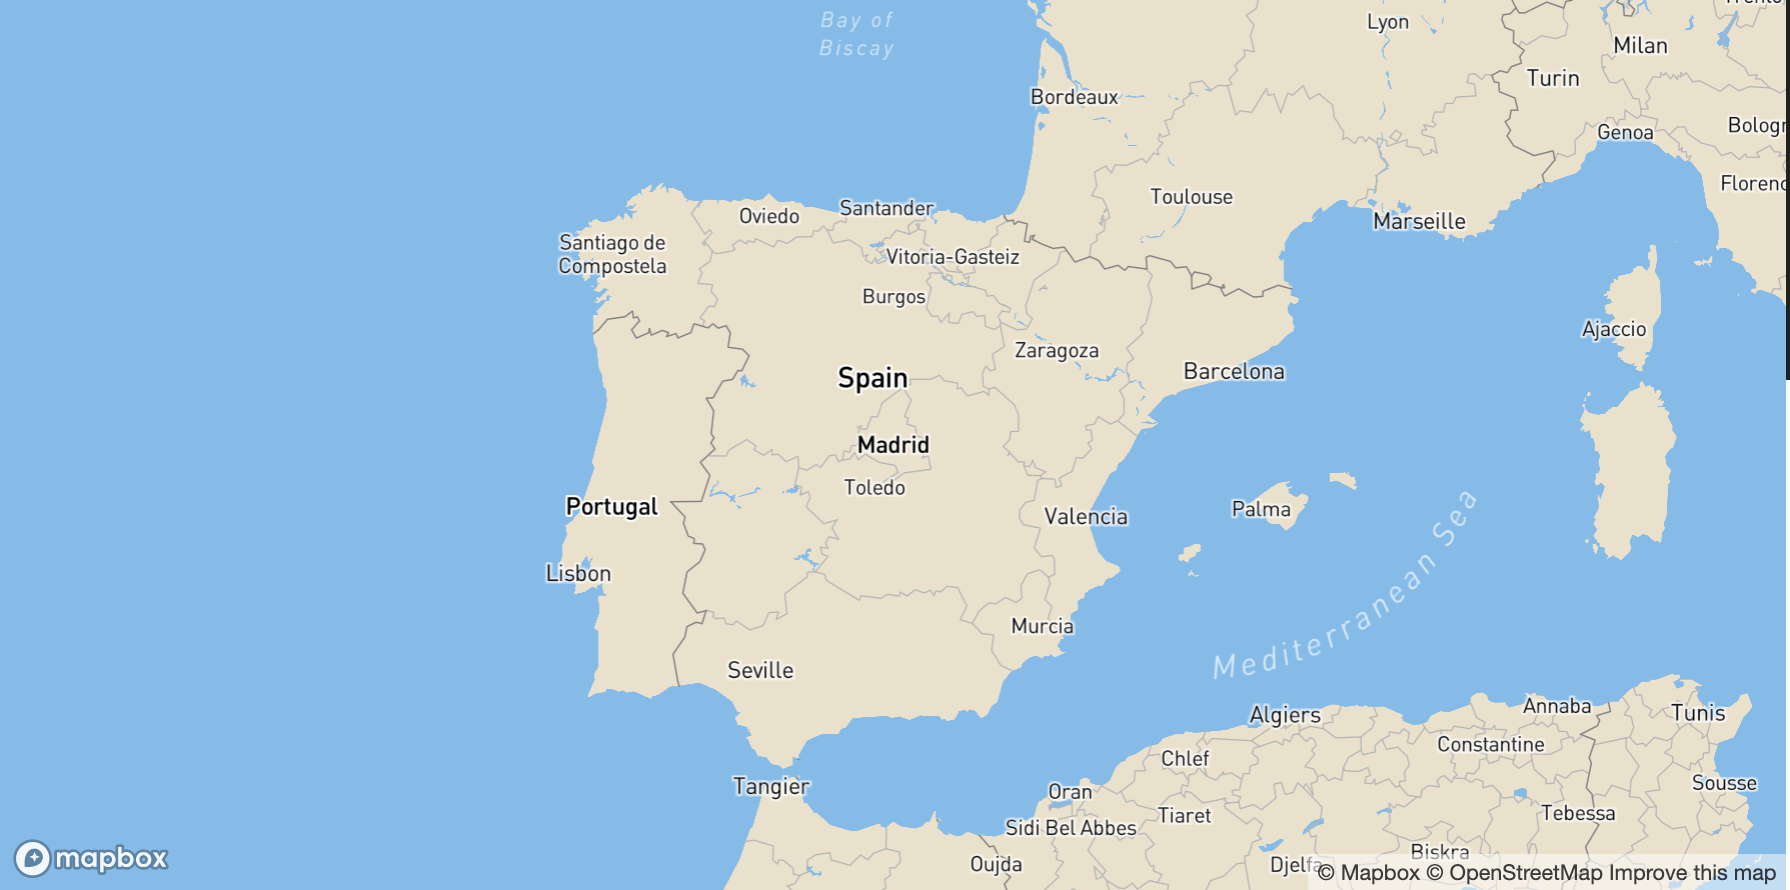 Bay of
Biscay
Lyon
Milan
Turin
Bordeaux
Genoa
Bologn
Florenc
Toulouse
Marseille
Oviedo
Santander
Santiago de
Compostela
Vitoria-Gasteiz
Burgos
Ajaccio
Zaragoza
Barcelona
Spain
Madrid
Toledo
Portugal
Valencia
Palma
Mediterranean Sea
Lisbon
Murcia
Seville
Algiers
Annaba
Tunis
Constantine
Chlef
Tangier
Oran
Sousse
Tiaret
Tebessa
Sidi Bel Abbes
Biskra
Oujda
Djelfa
mapbox
© Mapbox © OpenStreetMap Improve this map